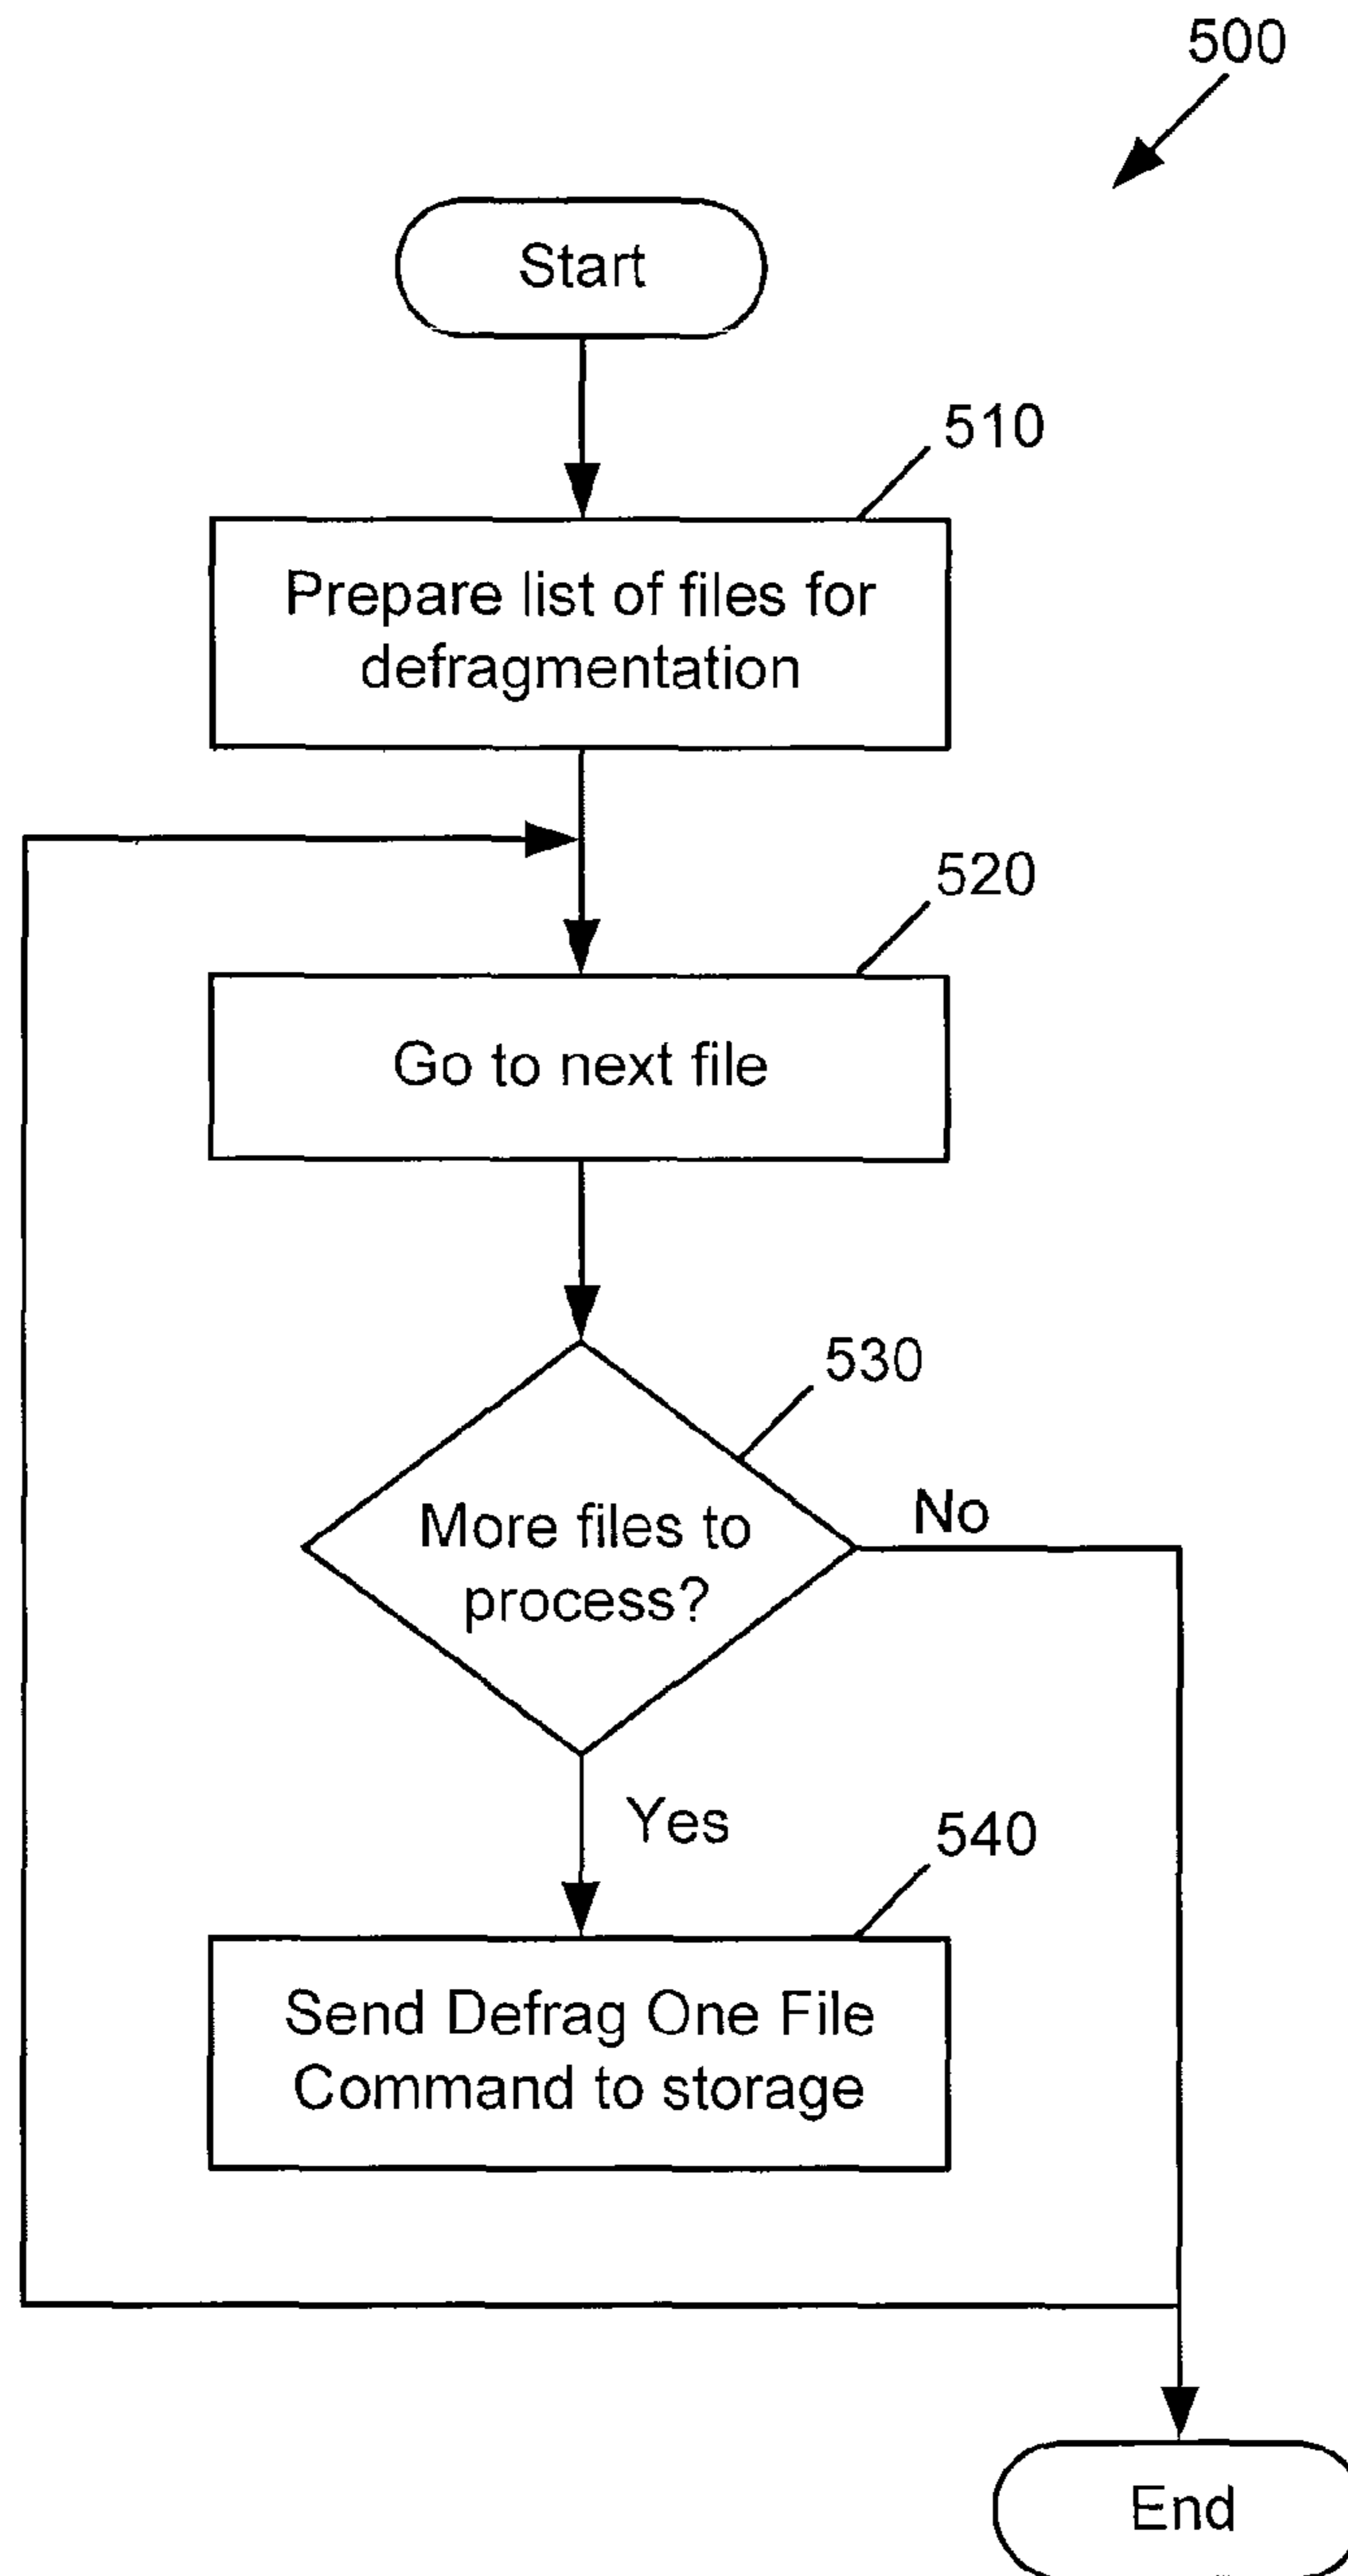 500
Start
510
Prepare list of files for
defragmentation
520
Go to next file
530
More files to
process?
No
Yes
540
Send Defrag One File
Command to storage
End